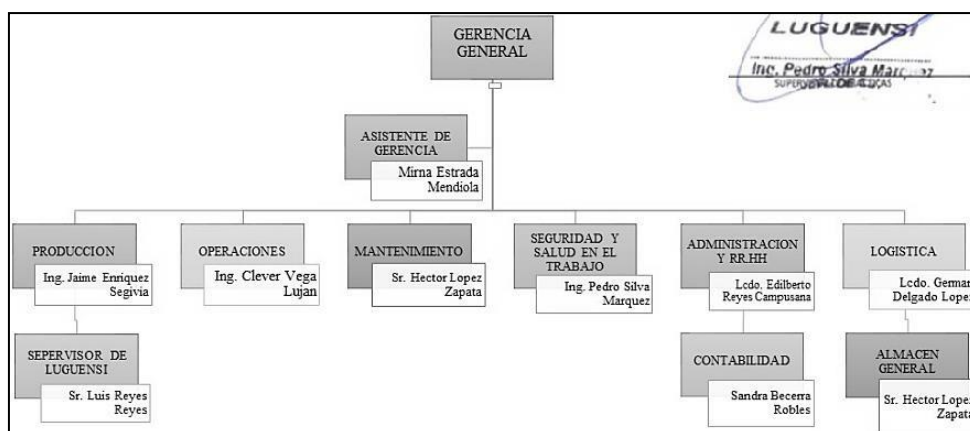 GERENCIA
GENERAL
LUGUENSI
Ing. Pedro Silva Marquez
ASISTENTE DE
GERENCIA
Mirna Estrada
Mendiola
PRODUCCION
Ing. Jaime Enriquez
Segivia
OPERACIONES
Ing. Clever Vega
Lujan
MANTENIMIENTO
Sr. Hector Lopez
Zapata
SEGURIDAD Y
SALUD EN EL
TRABAJO
Ing. Pedro Silva
Marquez
ADMINISTRACION
Y RR.HH
Lcdo. Edilberto
Reyes Campusana
LOGISTICA
Lcdo. German
Delgado Lopez
SEPERVISOR DE
LUGUENSI
Sr. Luis Reyes
Reyes
CONTABILIDAD
Sandra Becerra
Robles
ALMACEN
GENERAL
Sr. Hector Lopez
Zapata